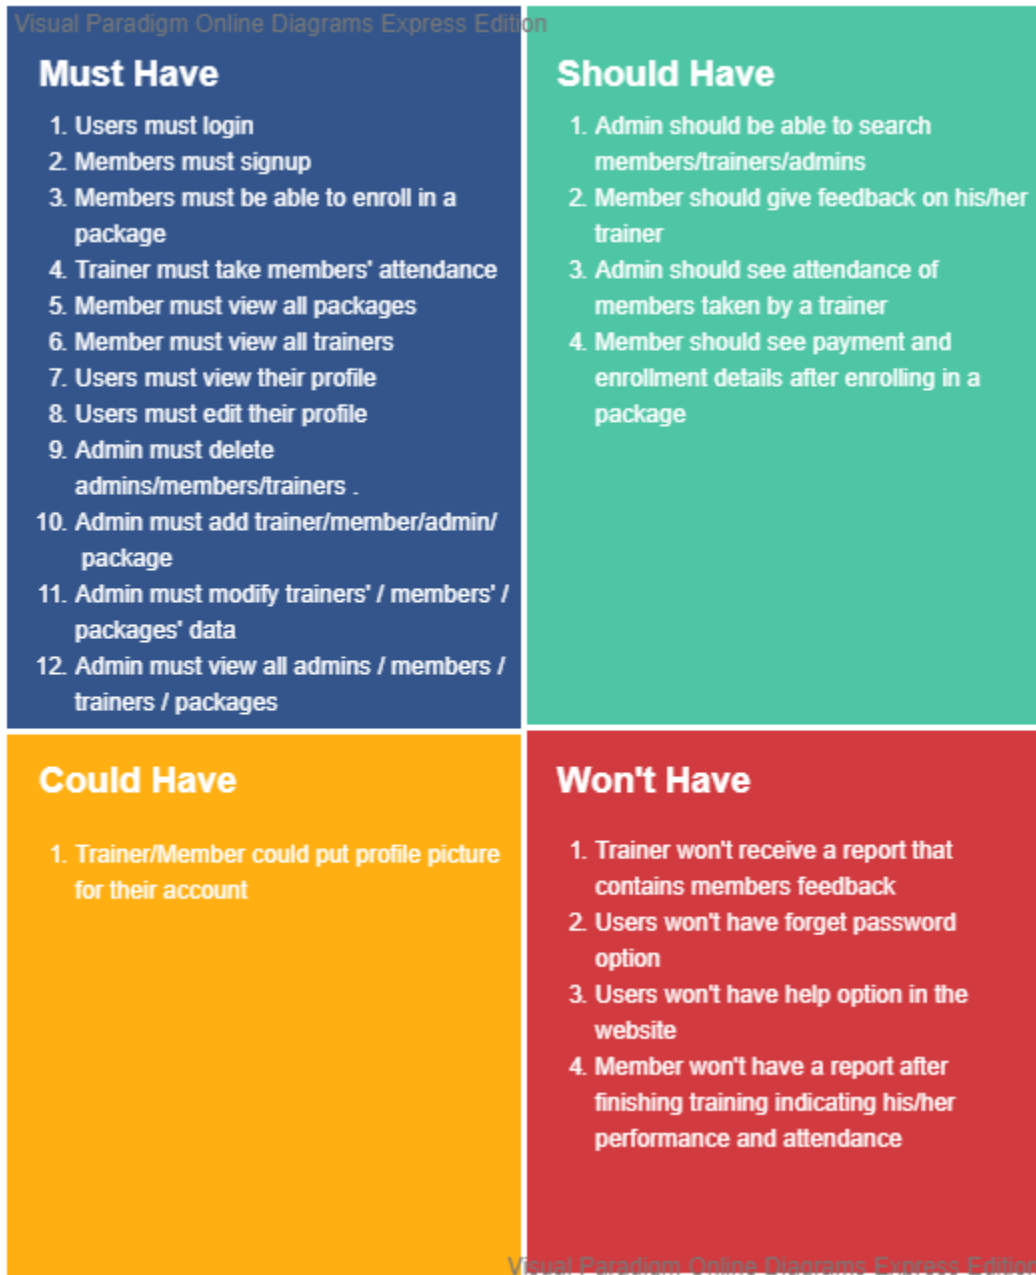 Visual Paradigm Online Diagrams Express Edition
Must Have
1. Users must login
2. Members must signup
3. Members must be able to enroll in a
package
4. Trainer must take members' attendance
5. Member must view all packages
6. Member must view all trainers
7. Users must view their profile
8. Users must edit their profile
9. Admin must delete
admins/members/trainers .
10. Admin must add trainer/member/admin/
package
11. Admin must modify trainers' / members' /
packages' data
12. Admin must view all admins / members /
trainers / packages
Should Have
1. Admin should be able to search
members/trainers/admins
2. Member should give feedback on his/her
trainer
3. Admin should see attendance of
members taken by a trainer
4. Member should see payment and
enrollment details after enrolling in a
package
Could Have
1. Trainer/Member could put profile picture
for their account
Won't Have
1. Trainer won't receive a report that
contains members feedback
2. Users won't have forget password
option
3. Users won't have help option in the
website
4. Member won't have a report after
finishing training indicating his/her
performance and attendance
Visual Paradigm Online Diagrams Express Edition